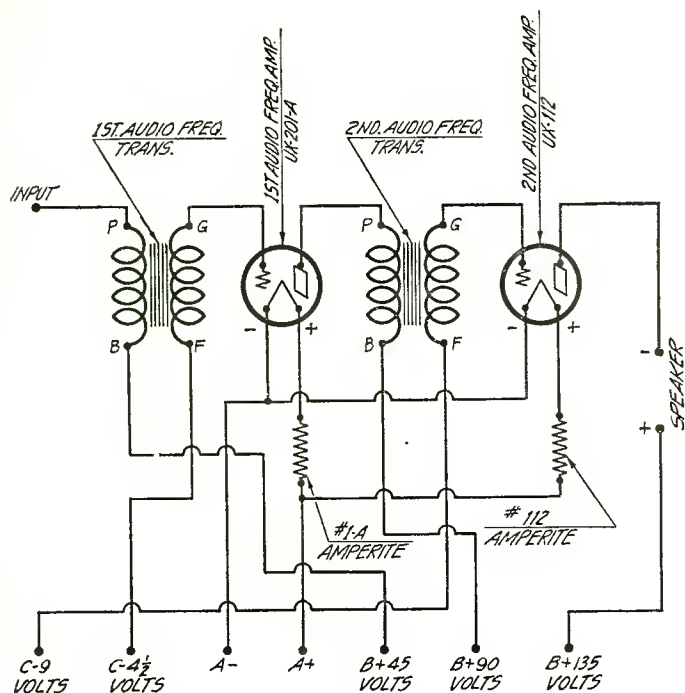 1ST. AUDIO FREQ.
TRANS.
1ST AUDIO FREQ. AMP.
UX-201-A
2ND. AUDIO FREQ.
TRANS.
2ND AUDIO FREQ. AMP.
UX-112
INPUT
P
G
P
G
B
F
-
+
B
F
-
+
-
+
SPEAKER
#1-A
AMPERITE
# 112
AMPERITE
C-9
VOLTS
C-4½
VOLTS
A-
A+
B+45
VOLTS
B+90
VOLTS
B+135
VOLTS